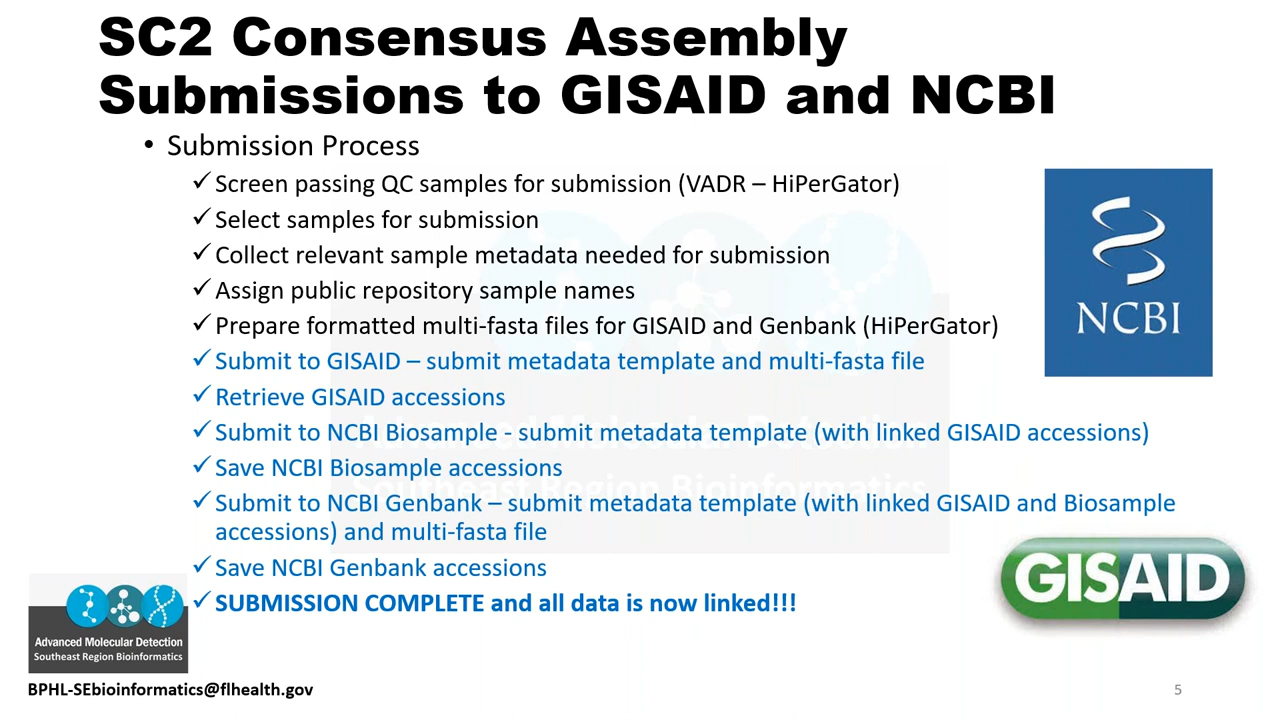 SC2 Consensus Assembly
Submissions to GISAID and NCBI
• Submission Process
✓ Screen passing QC samples for submission (VADR – HiPerGator)
✓ Select samples for submission
✓ Collect relevant sample metadata needed for submission
✓ Assign public repository sample names
✓ Prepare formatted multi-fasta files for GISAID and Genbank (HiPerGator)
✓ Submit to GISAID – submit metadata template and multi-fasta file
✓ Retrieve GISAID accessions
✓ Submit to NCBI Biosample - submit metadata template (with linked GISAID accessions)
✓ Save NCBI Biosample accessions
✓ Submit to NCBI Genbank – submit metadata template (with linked GISAID and Biosample
accessions) and multi-fasta file
✓ Save NCBI Genbank accessions
✓ SUBMISSION COMPLETE and all data is now linked!!!
NCBI
GISAID
Advanced Molecular Detection
Southeast Region Bioinformatics
Advanced Molecular Detection
Southeast Region Bioinformatics
BPHL-SEbioinformatics@flhealth.gov
5